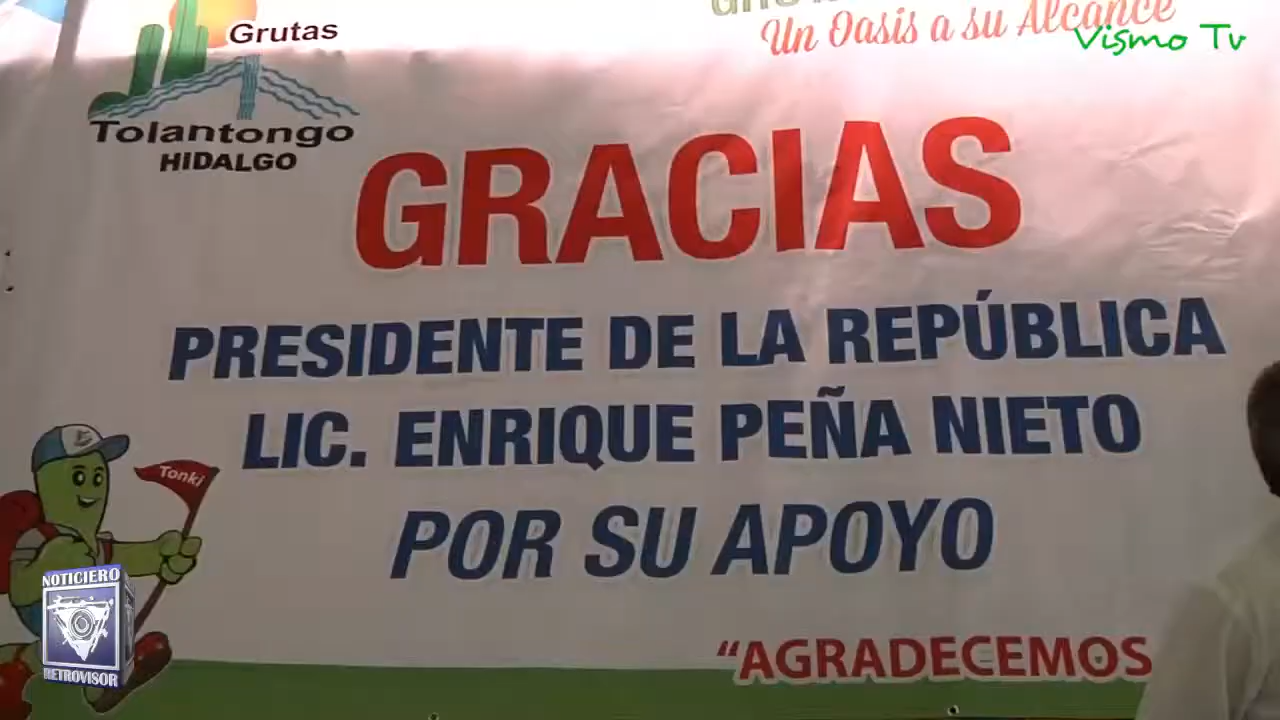 Grutas
Tolantongo
HIDALGO
Un Oasis a su Alcance
Vismo Tv
GRACIAS
PRESIDENTE DE LA REPÚBLICA
LIC. ENRIQUE PEÑA NIETO
POR SU APOYO
Tonki
NOTICIERO
RETROVISOR
“AGRADECEMOS